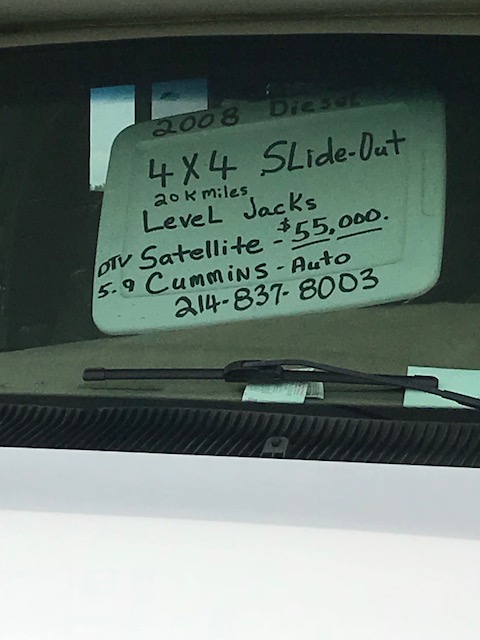 2008 Diesel
4X4 SLide-Out
20K Miles
LeveL Jacks
DTV Satellite - $55,000.
5.9 Cummins - Auto
214-837-8003